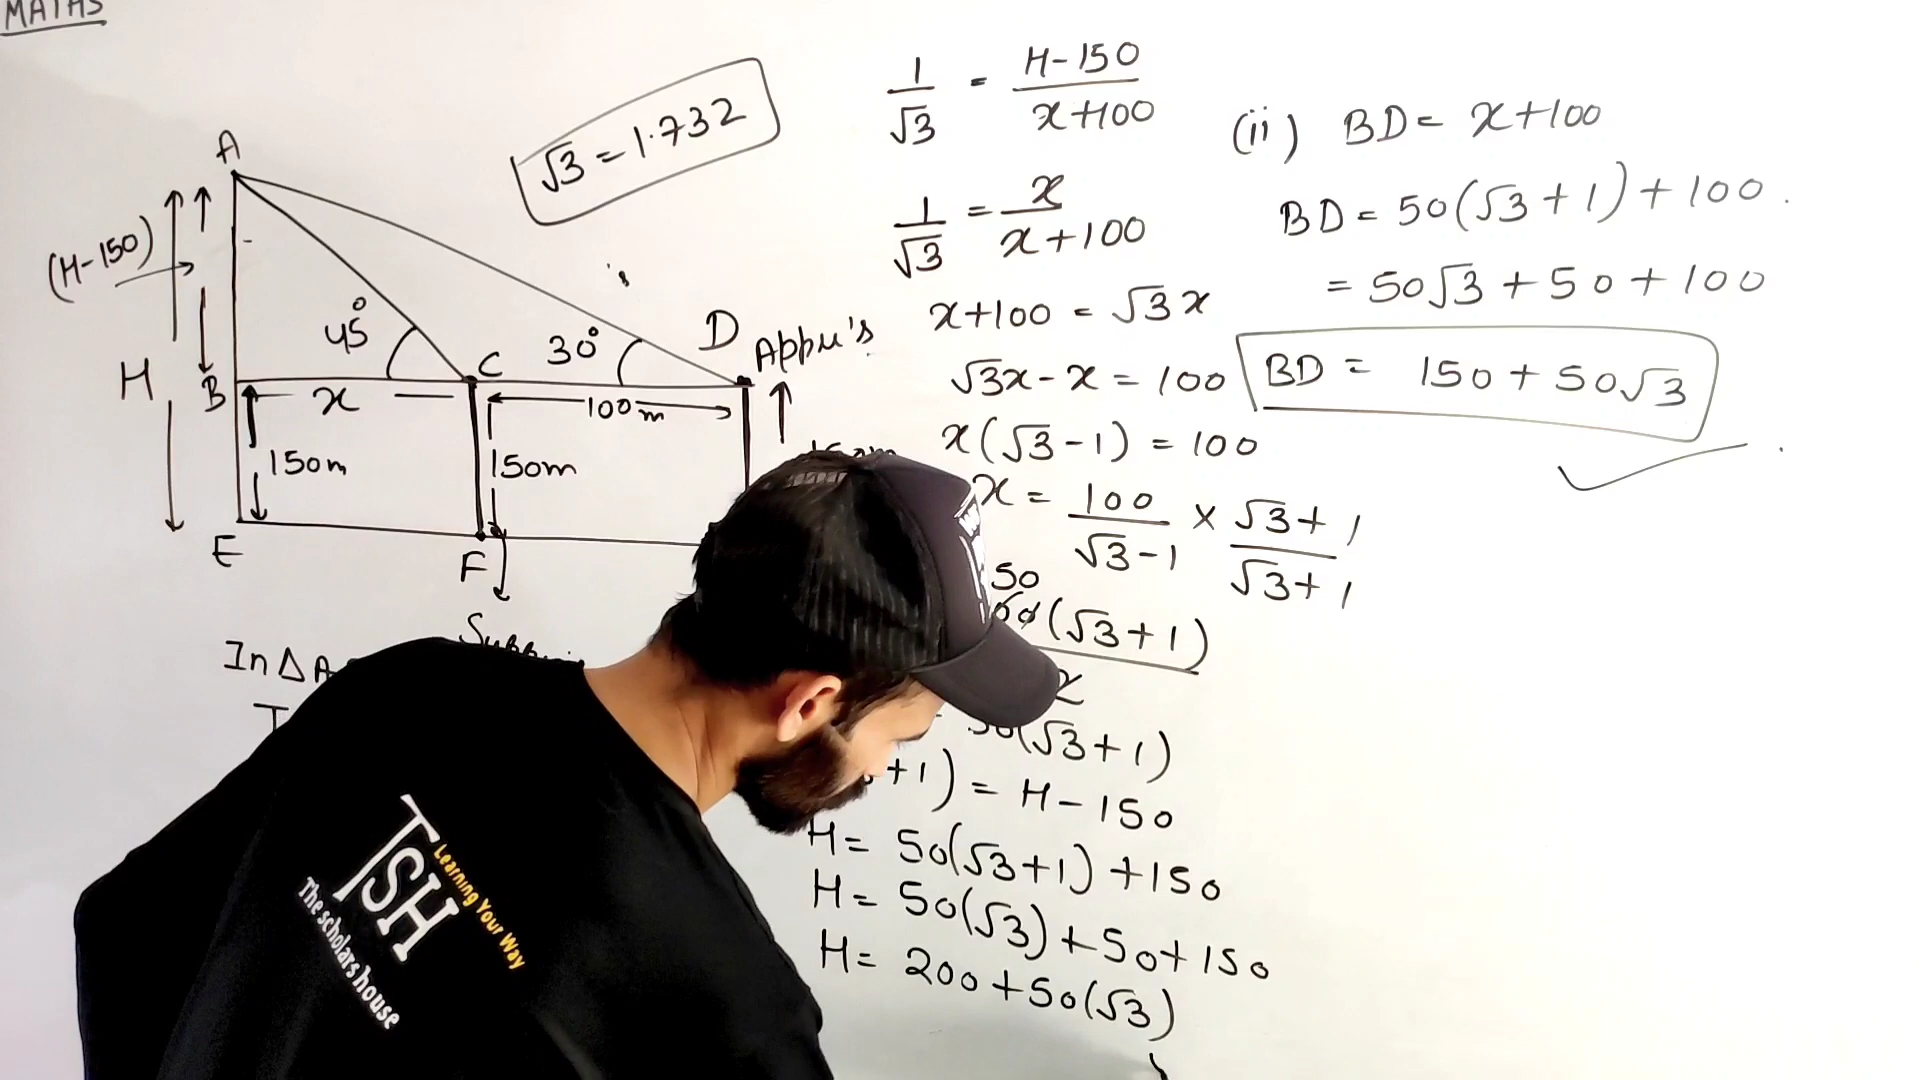 MATHS
√3 = 1.732
A
(H-150)
H
45°
30°
B
x
C
D
Appu's
100m
150m
150m
E
F
In ΔA
1/√3 = H-150/x+100
1/√3 = x/x+100
x+100 = √3x
√3x - x = 100
x(√3-1) = 100
x = 100/√3-1 × √3+1/√3+1
50
(√3+1)
2
50(√3+1)
+1) = H-150
H = 50(√3+1)+150
H = 50(√3)+50+150
H = 200+50(√3)
(ii) BD = x+100
BD = 50(√3+1)+100.
= 50√3+50+100
BD = 150+50√3
TSH
Learning Your Way
The scholars house